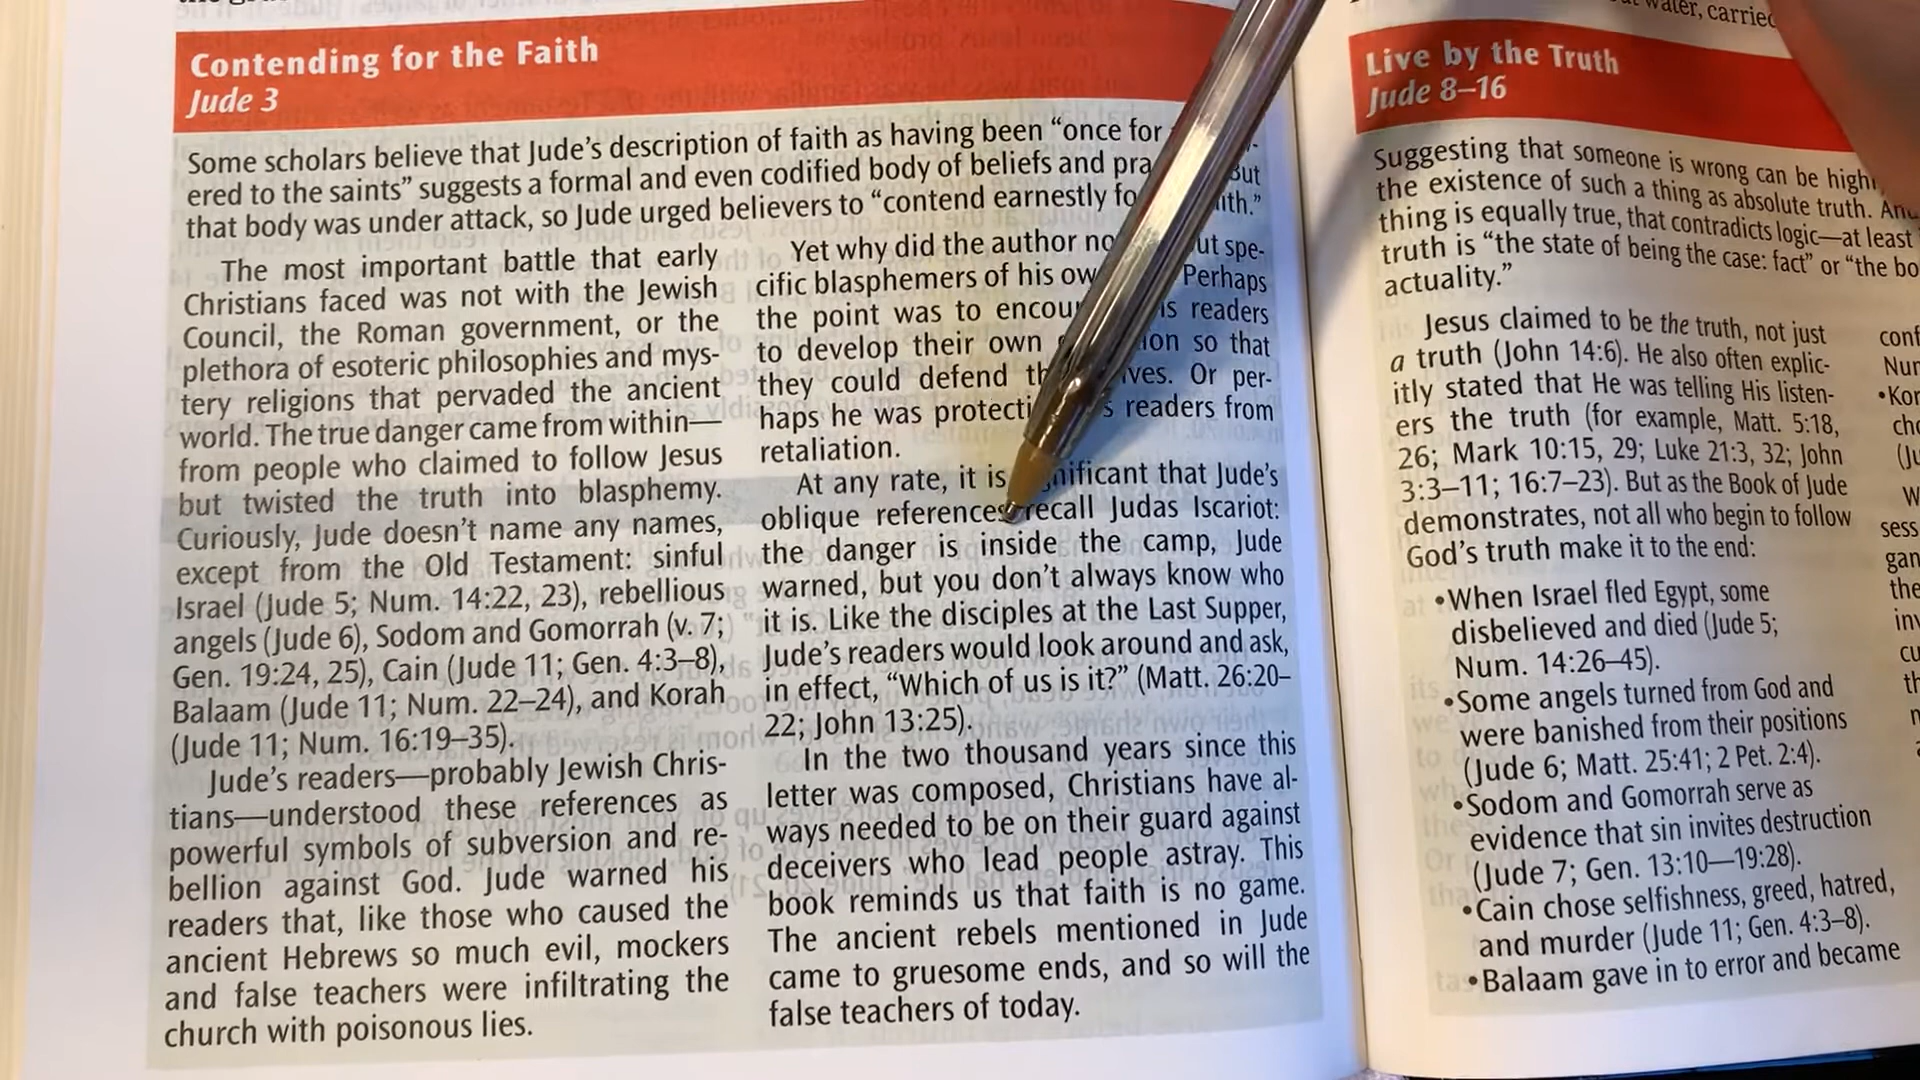 Contending for the Faith
Jude 3
Some scholars believe that Jude's description of faith as having been “once for
ered to the saints” suggests a formal and even codified body of beliefs and pra
that body was under attack, so Jude urged believers to “contend earnestly fo
The most important battle that early
Christians faced was not with the Jewish
Council, the Roman government, or the
plethora of esoteric philosophies and mys-
tery religions that pervaded the ancient
world. The true danger came from within—
from people who claimed to follow Jesus
but twisted the truth into blasphemy.
Curiously, Jude doesn't name any names,
except from the Old Testament: sinful
Israel (Jude 5; Num. 14:22, 23), rebellious
angels (Jude 6), Sodom and Gomorrah (v. 7;
Gen. 19:24, 25), Cain (Jude 11; Gen. 4:3–8),
Balaam (Jude 11; Num. 22–24), and Korah
(Jude 11; Num. 16:19–35).
Jude's readers—probably Jewish Chris-
tians—understood these references as
powerful symbols of subversion and re-
bellion against God. Jude warned his
readers that, like those who caused the
ancient Hebrews so much evil, mockers
and false teachers were infiltrating the
church with poisonous lies.
Yet why did the author no ut spe-
cific blasphemers of his ow Perhaps
the point was to encou is readers
to develop their own ion so that
they could defend th ves. Or per-
haps he was protecti s readers from
retaliation.
At any rate, it is nificant that Jude's
oblique references recall Judas Iscariot:
the danger is inside the camp, Jude
warned, but you don't always know who
it is. Like the disciples at the Last Supper,
Jude's readers would look around and ask,
in effect, “Which of us is it?” (Matt. 26:20–
22; John 13:25).
In the two thousand years since this
letter was composed, Christians have al-
ways needed to be on their guard against
deceivers who lead people astray. This
book reminds us that faith is no game.
The ancient rebels mentioned in Jude
came to gruesome ends, and so will the
false teachers of today.
water, carried
Live by the Truth
Jude 8–16
Suggesting that someone is wrong can be high
the existence of such a thing as absolute truth. And
thing is equally true, that contradicts logic—at least
truth is “the state of being the case: fact” or “the bo
actuality.”
Jesus claimed to be the truth, not just
a truth (John 14:6). He also often explic-
itly stated that He was telling His listen-
ers the truth (for example, Matt. 5:18,
26; Mark 10:15, 29; Luke 21:3, 32; John
3:3–11; 16:7–23). But as the Book of Jude
demonstrates, not all who begin to follow
God's truth make it to the end:
•When Israel fled Egypt, some
disbelieved and died (Jude 5;
Num. 14:26–45).
•Some angels turned from God and
were banished from their positions
(Jude 6; Matt. 25:41; 2 Pet. 2:4).
•Sodom and Gomorrah serve as
evidence that sin invites destruction
(Jude 7; Gen. 13:10—19:28).
•Cain chose selfishness, greed, hatred,
and murder (Jude 11; Gen. 4:3–8).
•Balaam gave in to error and became